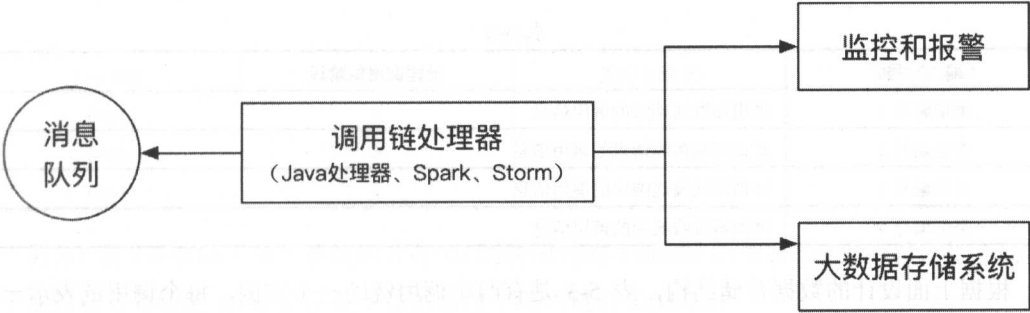 消息
队列
调用链处理器
（Java处理器、Spark、Storm）
监控和报警
大数据存储系统